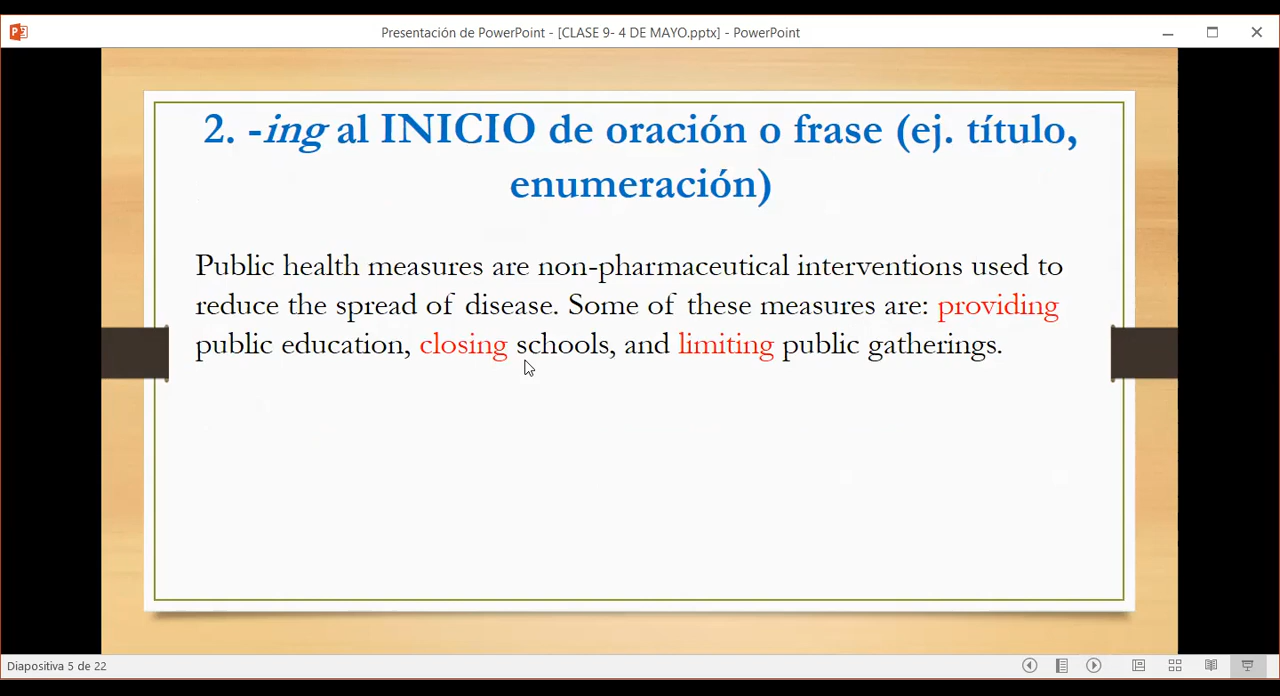 Presentación de PowerPoint - [CLASE 9- 4 DE MAYO.pptx] - PowerPoint
2. -ing al INICIO de oración o frase (ej. título,
enumeración)
Public health measures are non-pharmaceutical interventions used to
reduce the spread of disease. Some of these measures are: providing
public education, closing schools, and limiting public gatherings.
Diapositiva 5 de 22